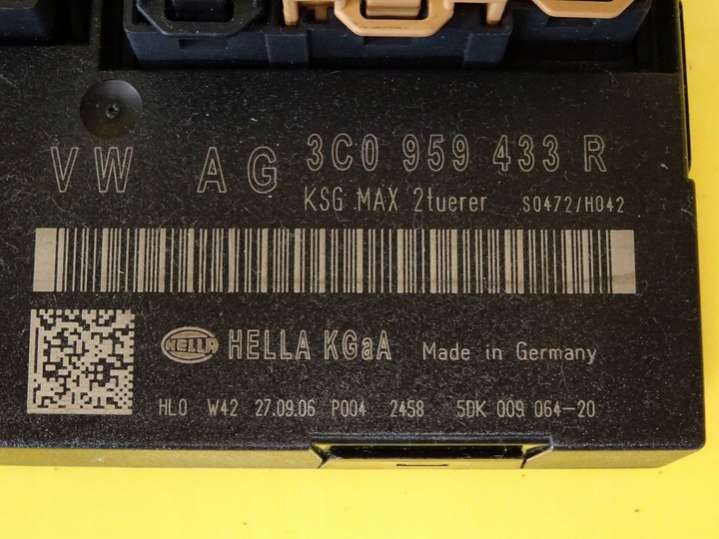 VW AG 3C0 959 433 R
KSG MAX 2tuerer S0472/H042
HELLA HELLA KGaA Made in Germany
HLO W42 27.09.06 P004 2458 5DK 009 064-20